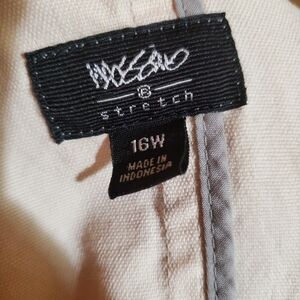 MOSSIMO
B
stretch
16W
MADE IN
INDONESIA